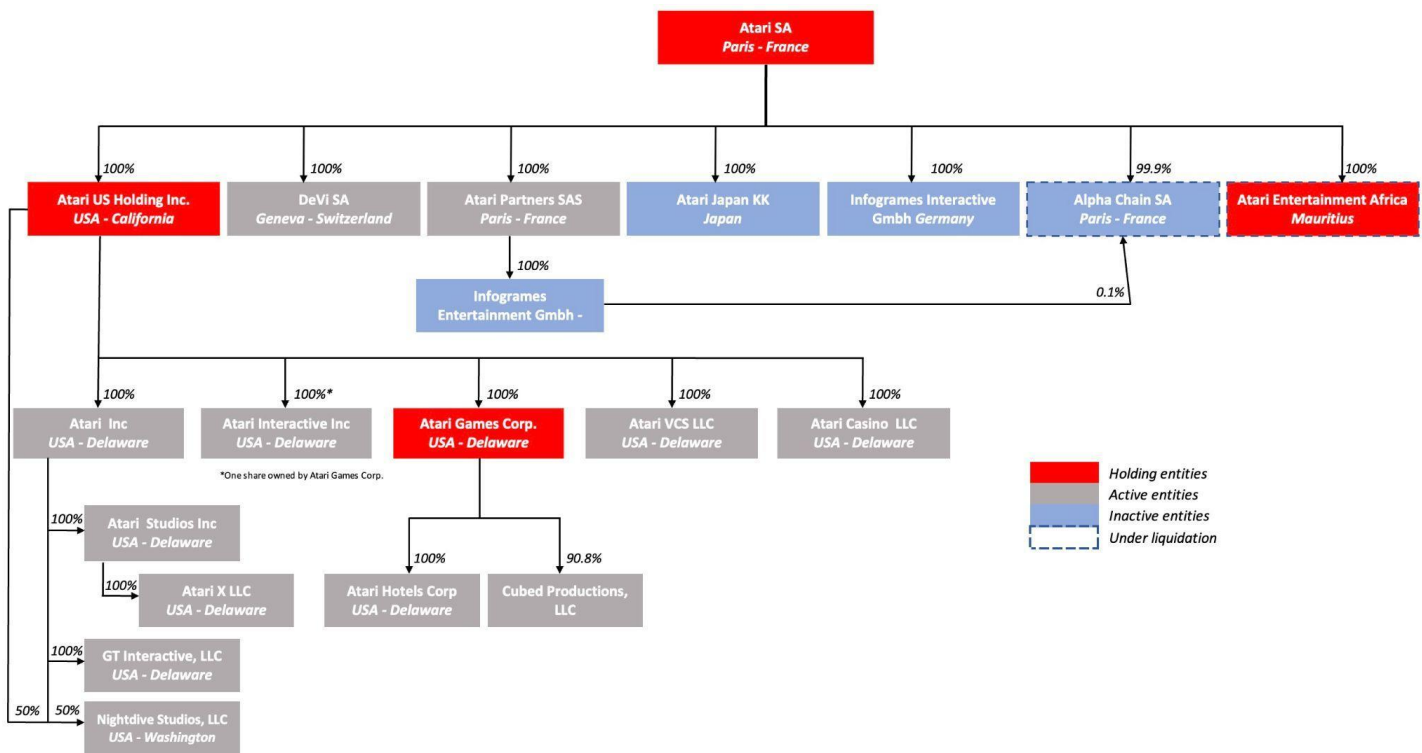 Atari SA
Paris - France
100%
100%
100%
100%
100%
99.9%
100%
Atari US Holding Inc.
USA - California
DeVi SA
Geneva - Switzerland
Atari Partners SAS
Paris - France
Atari Japan KK
Japan
Infogrames Interactive
Gmbh Germany
Alpha Chain SA
Paris - France
Atari Entertainment Africa
Mauritius
100%
Infogrames
Entertainment Gmbh -
0.1%
100%
100%*
100%
100%
100%
Atari Inc
USA - Delaware
Atari Interactive Inc
USA - Delaware
Atari Games Corp.
USA - Delaware
Atari VCS LLC
USA - Delaware
Atari Casino LLC
USA - Delaware
*One share owned by Atari Games Corp.
Holding entities
Active entities
Inactive entities
Under liquidation
100%
Atari Studios Inc
USA - Delaware
100%
Atari X LLC
USA - Delaware
100%
90.8%
Atari Hotels Corp
USA - Delaware
Cubed Productions,
LLC
100%
GT Interactive, LLC
USA - Delaware
50%
50%
Nightdive Studios, LLC
USA - Washington